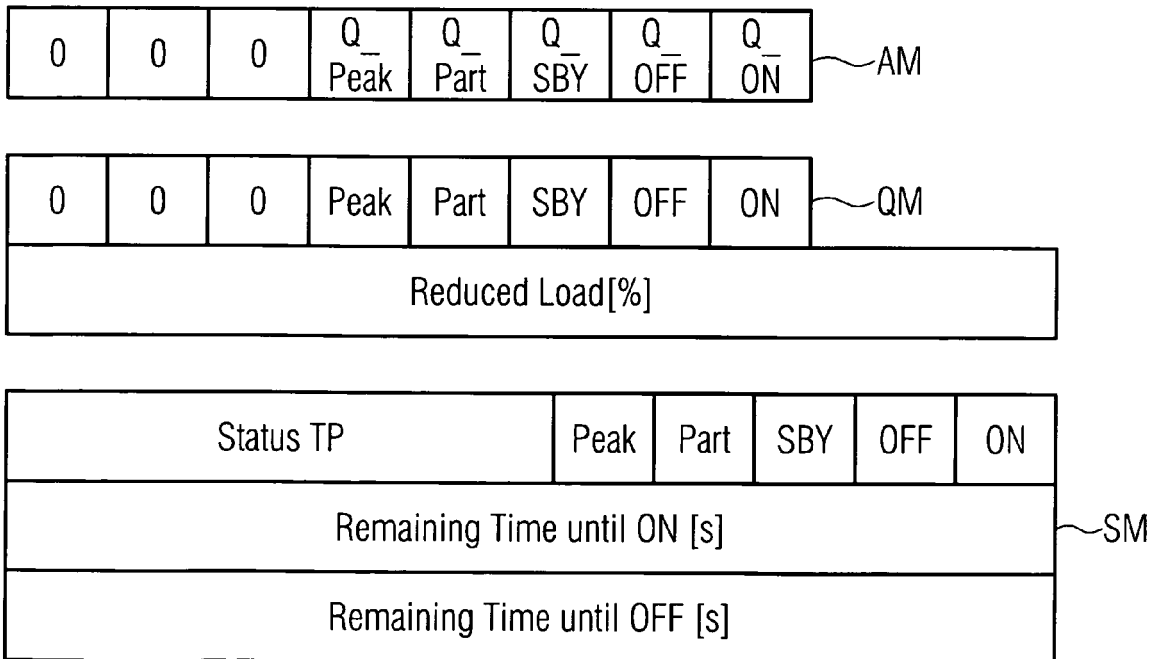 0 0 0 Q_ Peak Q_ Part Q_ SBY Q_ OFF Q_ ON AM
0 0 0 Peak Part SBY OFF ON QM
Reduced Load[%]
Status TP Peak Part SBY OFF ON
Remaining Time until ON [s] SM
Remaining Time until OFF [s]